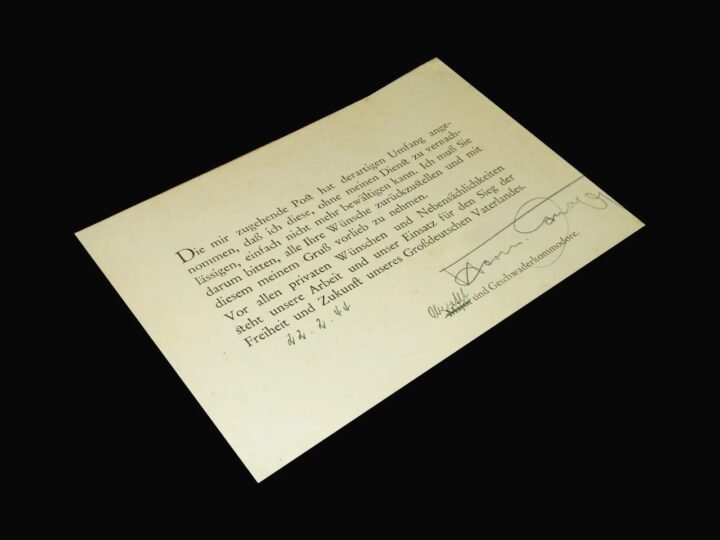 Die mir zugehende Post hat derartigen Umfang ange-
nommen, daß ich diese, ohne meinen Dienst zu vernach-
lässigen, einfach nicht mehr bewältigen kann. Ich muß Sie
darum bitten, alle Ihre Wünsche zurückzustellen und mit
diesem meinem Gruß vorlieb zu nehmen.
Vor allen privaten Wünschen und Nebensächlichkeiten
steht unsere Arbeit und unser Einsatz für den Sieg der
Freiheit und Zukunft unseres Großdeutschen Vaterlandes.
22.2.44
Major und Geschwaderkommodore.